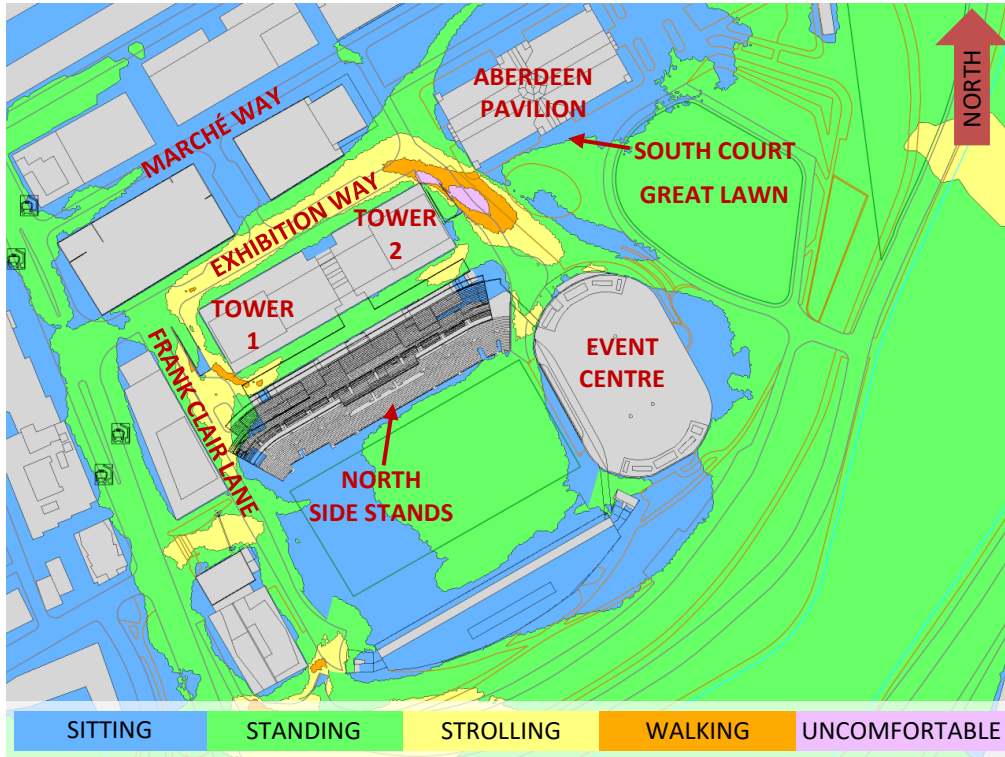 NORTH
ABERDEEN
PAVILION
MARCHÉ WAY
SOUTH COURT
GREAT LAWN
EXHIBITION WAY
TOWER
2
TOWER
1
FRANK CLAIR LANE
EVENT
CENTRE
NORTH
SIDE STANDS
SITTING
STANDING
STROLLING
WALKING
UNCOMFORTABLE